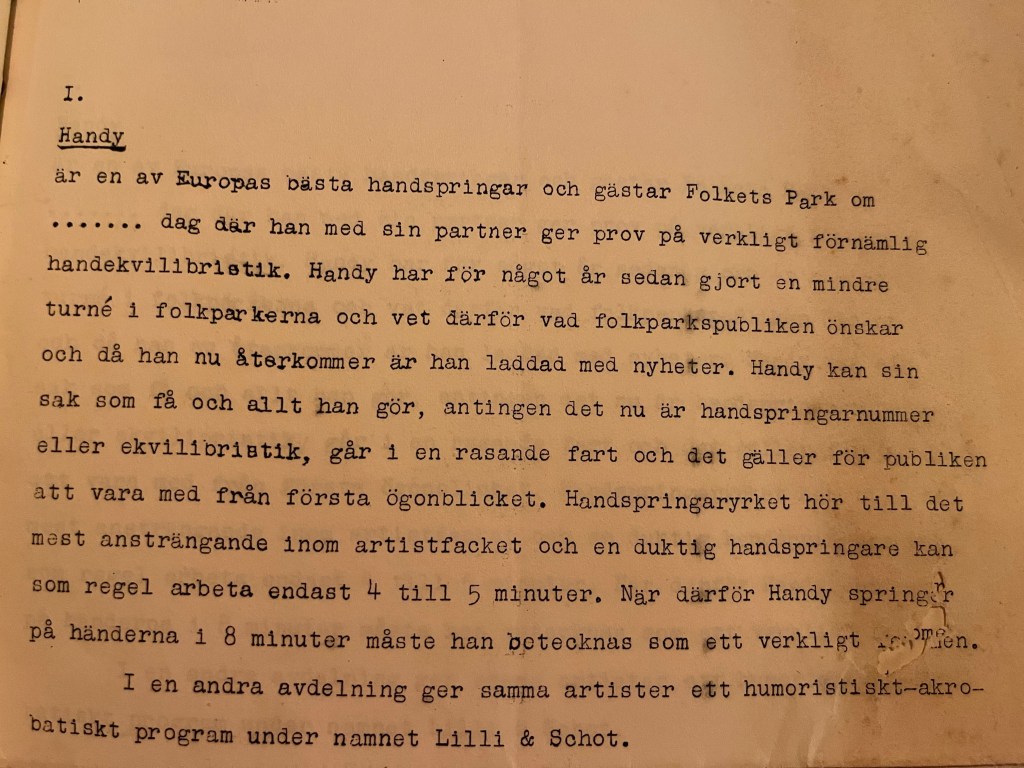 I.
Handy
är en av Europas bästa handspringar och gästar Folkets Park om
....... dag där han med sin partner ger prov på verkligt förnämlig
handekvilibristik. Handy har för något år sedan gjort en mindre
turné i folkparkerna och vet därför vad folkparkspubliken önskar
och då han nu återkommer är han laddad med nyheter. Handy kan sin
sak som få och allt han gör, antingen det nu är handspringarnummer
eller ekvilibristik, går i en rasande fart och det gäller för publiken
att vara med från första ögonblicket. Handspringaryrket hör till det
mest ansträngande inom artistfacket och en duktig handspringare kan
som regel arbeta endast 4 till 5 minuter. När därför Handy springer
på händerna i 8 minuter måste han betecknas som ett verkligt
I en andra avdelning ger samma artister ett humoristiskt-akro-
batiskt program under namnet Lilli & Schot.